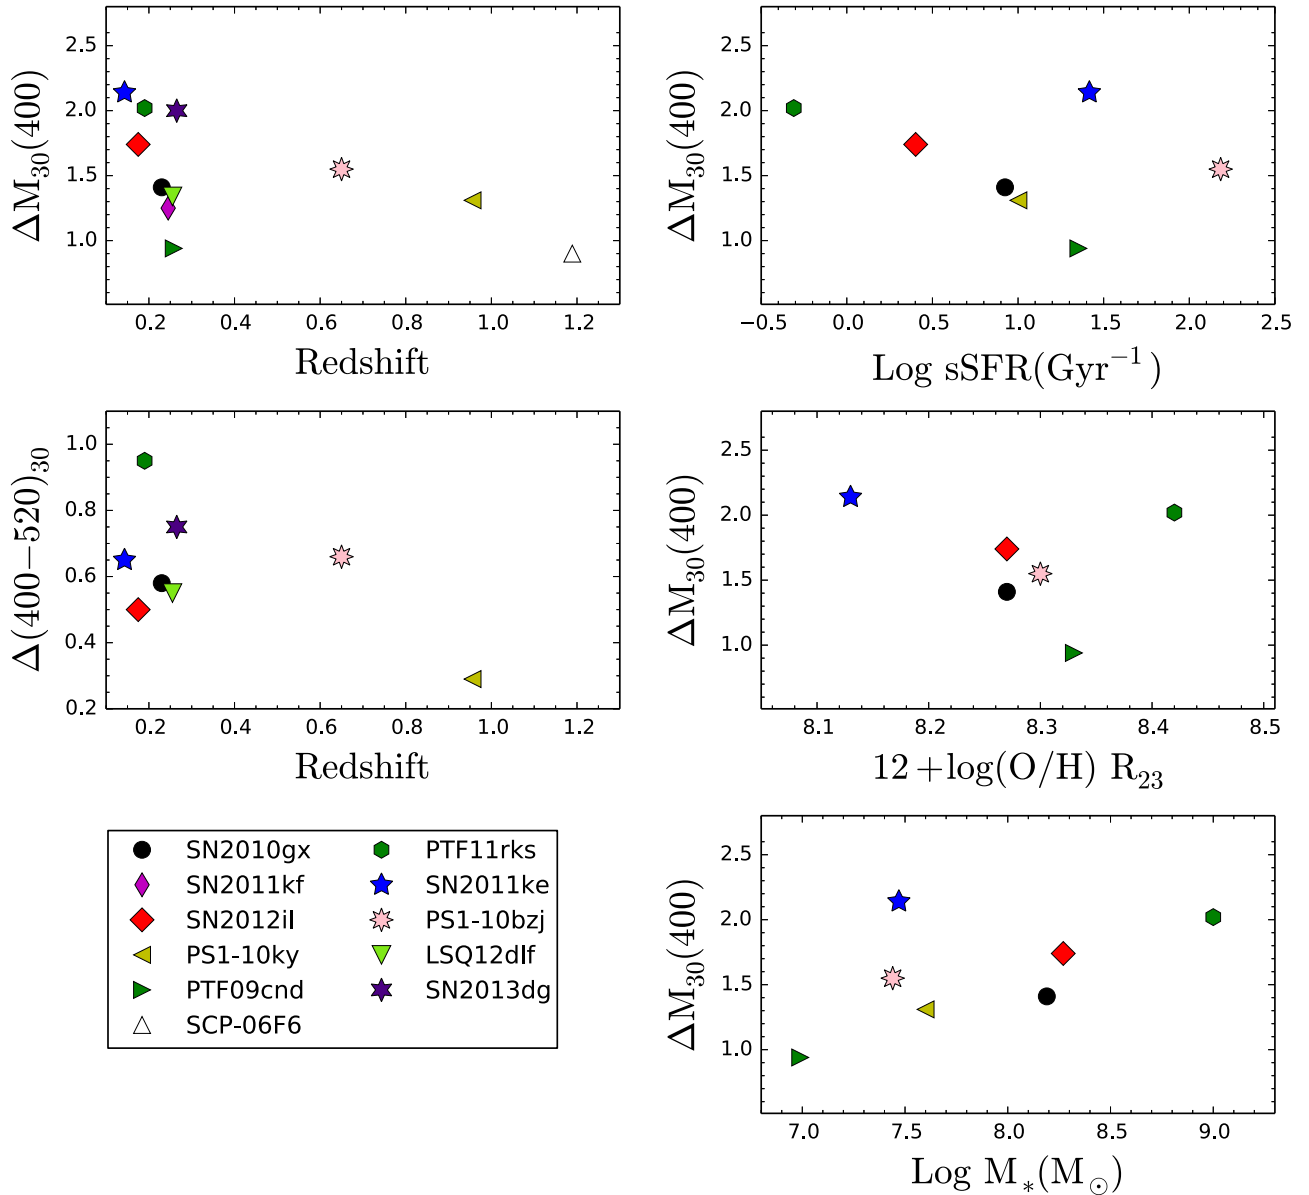 2.5
2.0
1.5
1.0
ΔM₃₀(400)
0.2 0.4 0.6 0.8 1.0 1.2
Redshift
2.5
2.0
1.5
1.0
ΔM₃₀(400)
−0.5 0.0 0.5 1.0 1.5 2.0 2.5
Log sSFR(Gyr⁻¹)
1.0
0.8
0.6
0.4
0.2
Δ(400−520)₃₀
0.2 0.4 0.6 0.8 1.0 1.2
Redshift
2.5
2.0
1.5
1.0
ΔM₃₀(400)
8.1 8.2 8.3 8.4 8.5
12+log(O/H) R₂₃
SN2010gx PTF11rks
SN2011kf SN2011ke
SN2012il PS1-10bzj
PS1-10ky LSQ12dlf
PTF09cnd SN2013dg
SCP-06F6
2.5
2.0
1.5
1.0
ΔM₃₀(400)
7.0 7.5 8.0 8.5 9.0
Log M*(M⊙)